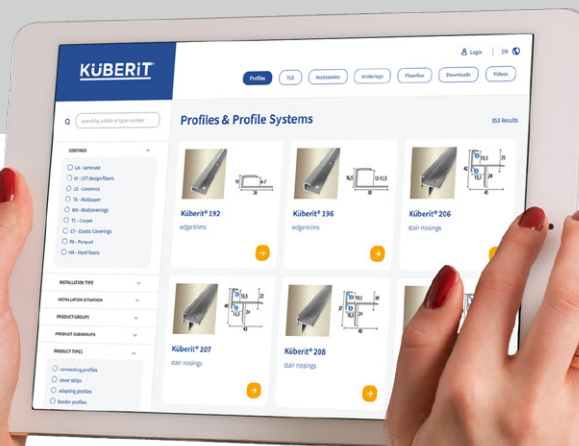 KÜBERiT®
Login
EN
Profiles
TLG
Accessories
Underlays
Floorfixx
Downloads
Videos
search by article or type number
Profiles & Profile Systems
353 Results
COVERINGS
LA - laminate
VI - LVT design floors
CE - Ceramics
TA - Wallpaper
WA - Wallcoverings
TT - Carpet
CY - Elastic Coverings
PA - Parquet
HA - Hard floors
INSTALLATION TYPE
INSTALLATION SITUATION
PRODUCT GROUPS
PRODUCT SUBGROUPS
PRODUCT TYPES
connecting profiles
cover strips
adapting profiles
border profiles
Küberit® 192
edge trims
Küberit® 196
edge trims
Küberit® 206
stair nosings
Küberit® 207
stair nosings
Küberit® 208
stair nosings